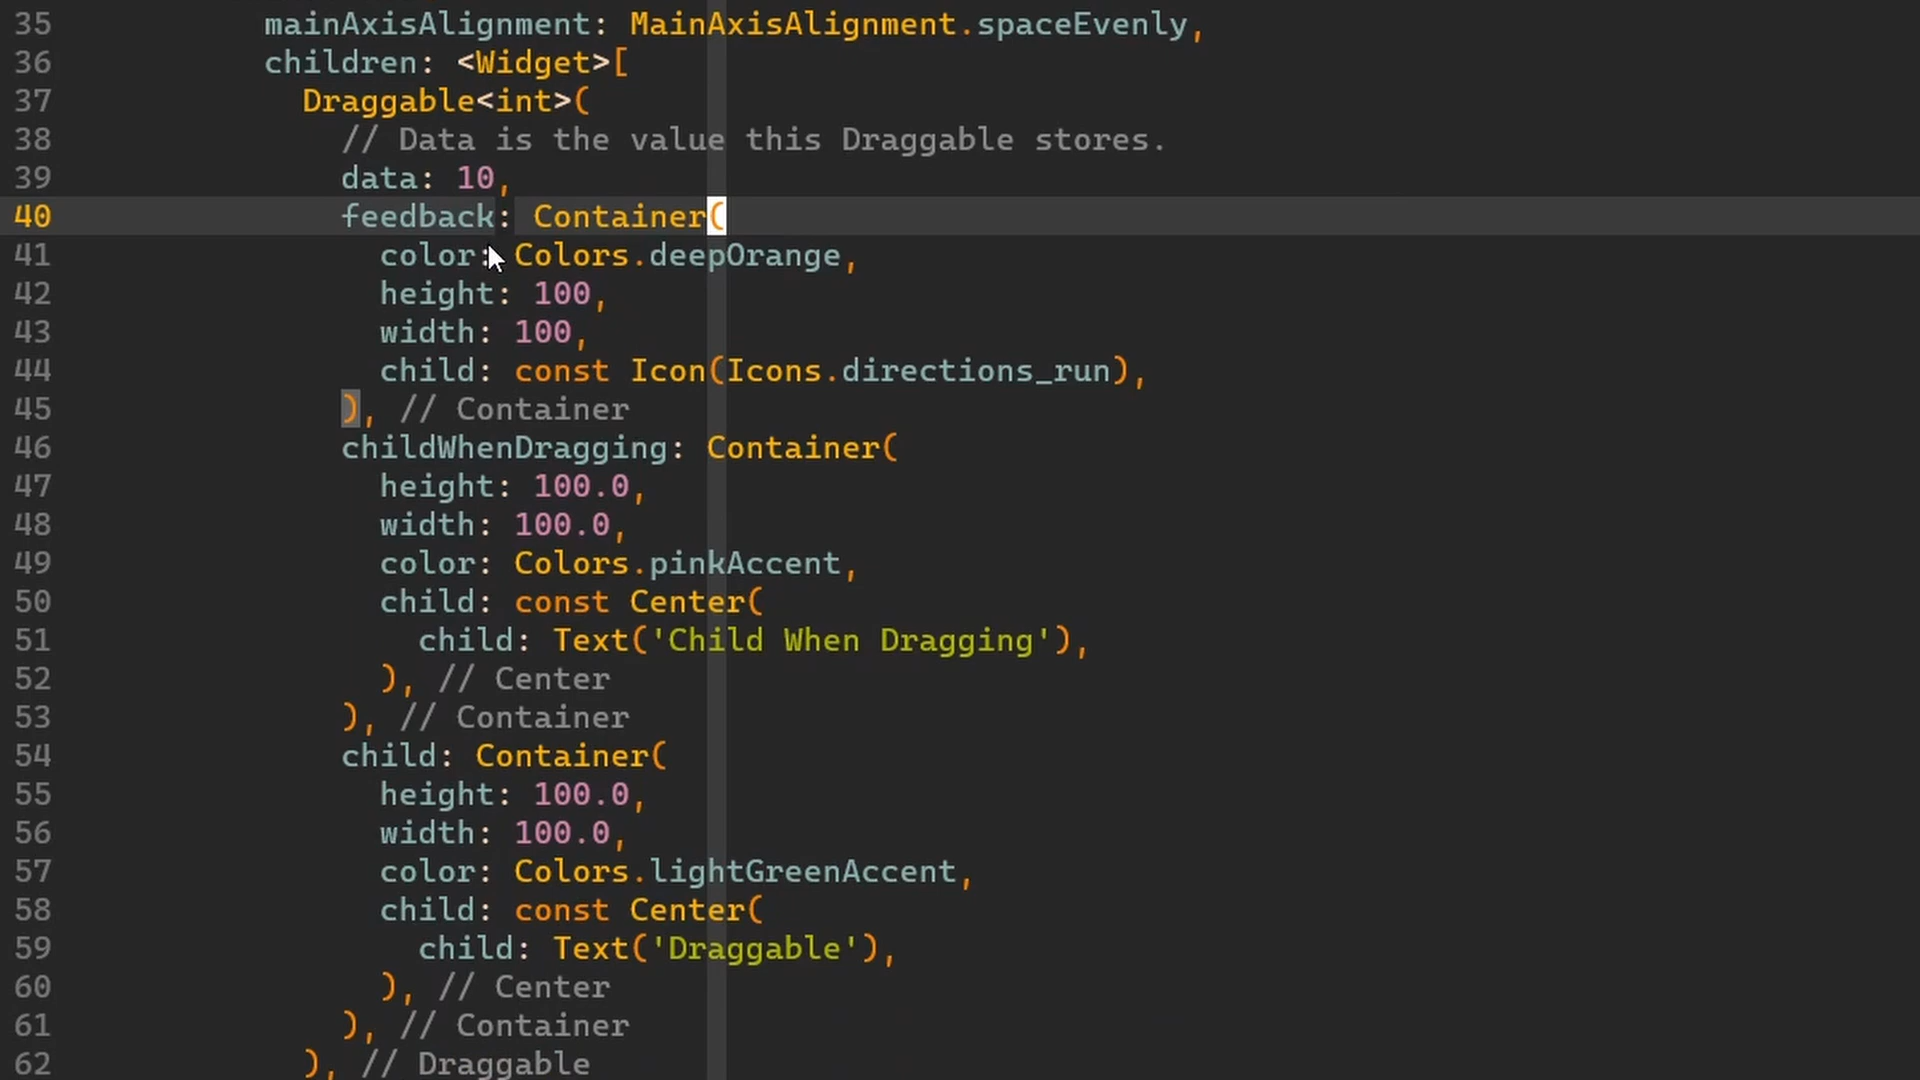 35 mainAxisAlignment: MainAxisAlignment.spaceEvenly,
36 children: <Widget>[
37 Draggable<int>(
38 // Data is the value this Draggable stores.
39 data: 10,
40 feedback: Container(
41 color: Colors.deepOrange,
42 height: 100,
43 width: 100,
44 child: const Icon(Icons.directions_run),
45 ), // Container
46 childWhenDragging: Container(
47 height: 100.0,
48 width: 100.0,
49 color: Colors.pinkAccent,
50 child: const Center(
51 child: Text('Child When Dragging'),
52 ), // Center
53 ), // Container
54 child: Container(
55 height: 100.0,
56 width: 100.0,
57 color: Colors.lightGreenAccent,
58 child: const Center(
59 child: Text('Draggable'),
60 ), // Center
61 ), // Container
62 ), // Draggable